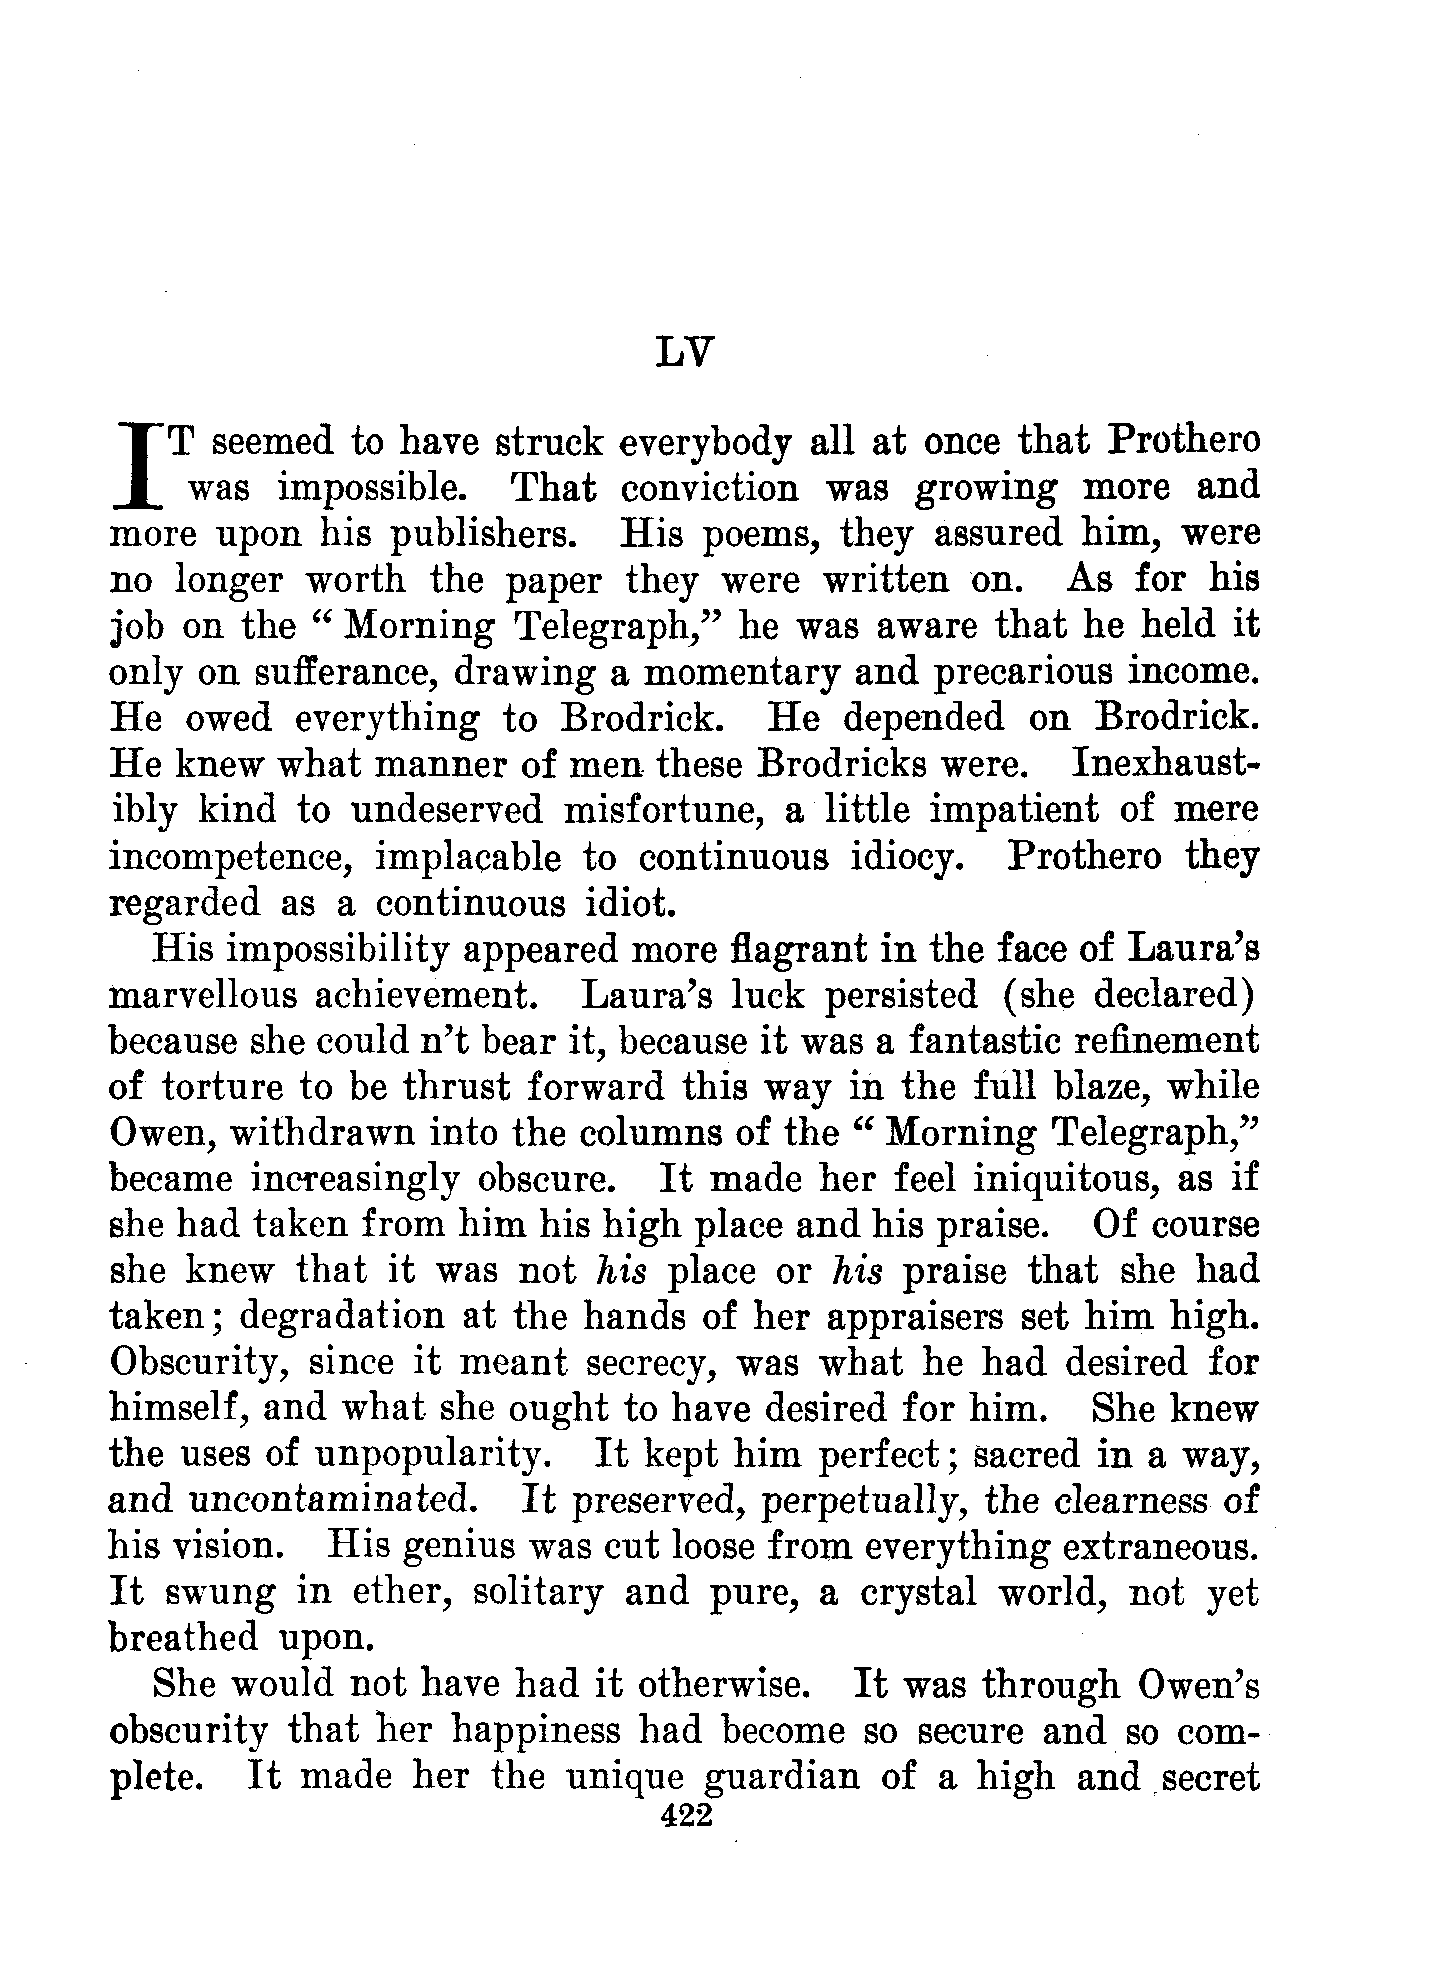 LV
IT seemed to have struck everybody all at once that Prothero
was impossible. That conviction was growing more and
more upon his publishers. His poems, they assured him, were
no longer worth the paper they were written on. As for his
job on the “ Morning Telegraph,” he was aware that he held it
only on sufferance, drawing a momentary and precarious income.
He owed everything to Brodrick. He depended on Brodrick.
He knew what manner of men these Brodricks were. Inexhaust-
ibly kind to undeserved misfortune, a little impatient of mere
incompetence, implacable to continuous idiocy. Prothero they
regarded as a continuous idiot.
His impossibility appeared more flagrant in the face of Laura’s
marvellous achievement. Laura’s luck persisted (she declared)
because she could n’t bear it, because it was a fantastic refinement
of torture to be thrust forward this way in the full blaze, while
Owen, withdrawn into the columns of the “ Morning Telegraph,”
became increasingly obscure. It made her feel iniquitous, as if
she had taken from him his high place and his praise. Of course
she knew that it was not his place or his praise that she had
taken; degradation at the hands of her appraisers set him high.
Obscurity, since it meant secrecy, was what he had desired for
himself, and what she ought to have desired for him. She knew
the uses of unpopularity. It kept him perfect; sacred in a way,
and uncontaminated. It preserved, perpetually, the clearness of
his vision. His genius was cut loose from everything extraneous.
It swung in ether, solitary and pure, a crystal world, not yet
breathed upon.
She would not have had it otherwise. It was through Owen’s
obscurity that her happiness had become so secure and so com-
plete. It made her the unique guardian of a high and secret
422